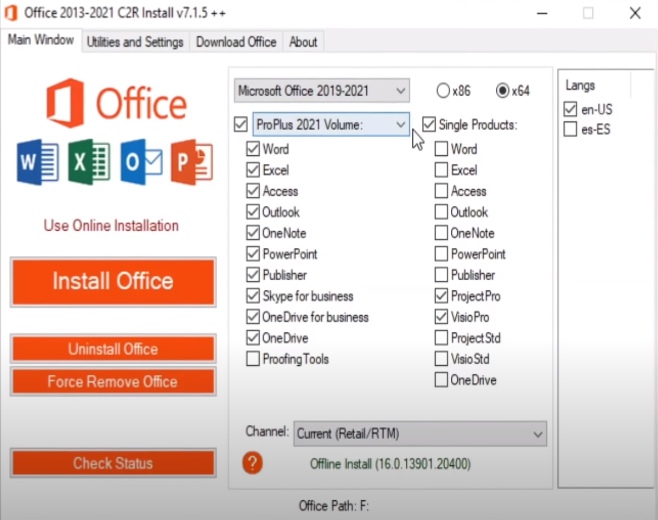 Office 2013-2021 C2R Install v7.1.5 ++
Main Window Utilities and Settings Download Office About
Office
W X O P
Use Online Installation
Install Office
Uninstall Office
Force Remove Office
Check Status
Microsoft Office 2019-2021 x86 x64
ProPlus 2021 Volume: Single Products:
Word Word
Excel Excel
Access Access
Outlook Outlook
OneNote OneNote
PowerPoint PowerPoint
Publisher Publisher
Skype for business ProjectPro
OneDrive for business VisioPro
OneDrive ProjectStd
ProofingTools VisioStd
OneDrive
Channel: Current (Retail/RTM)
? Offline Install (16.0.13901.20400)
Office Path: F:
Langs
en-US
es-ES